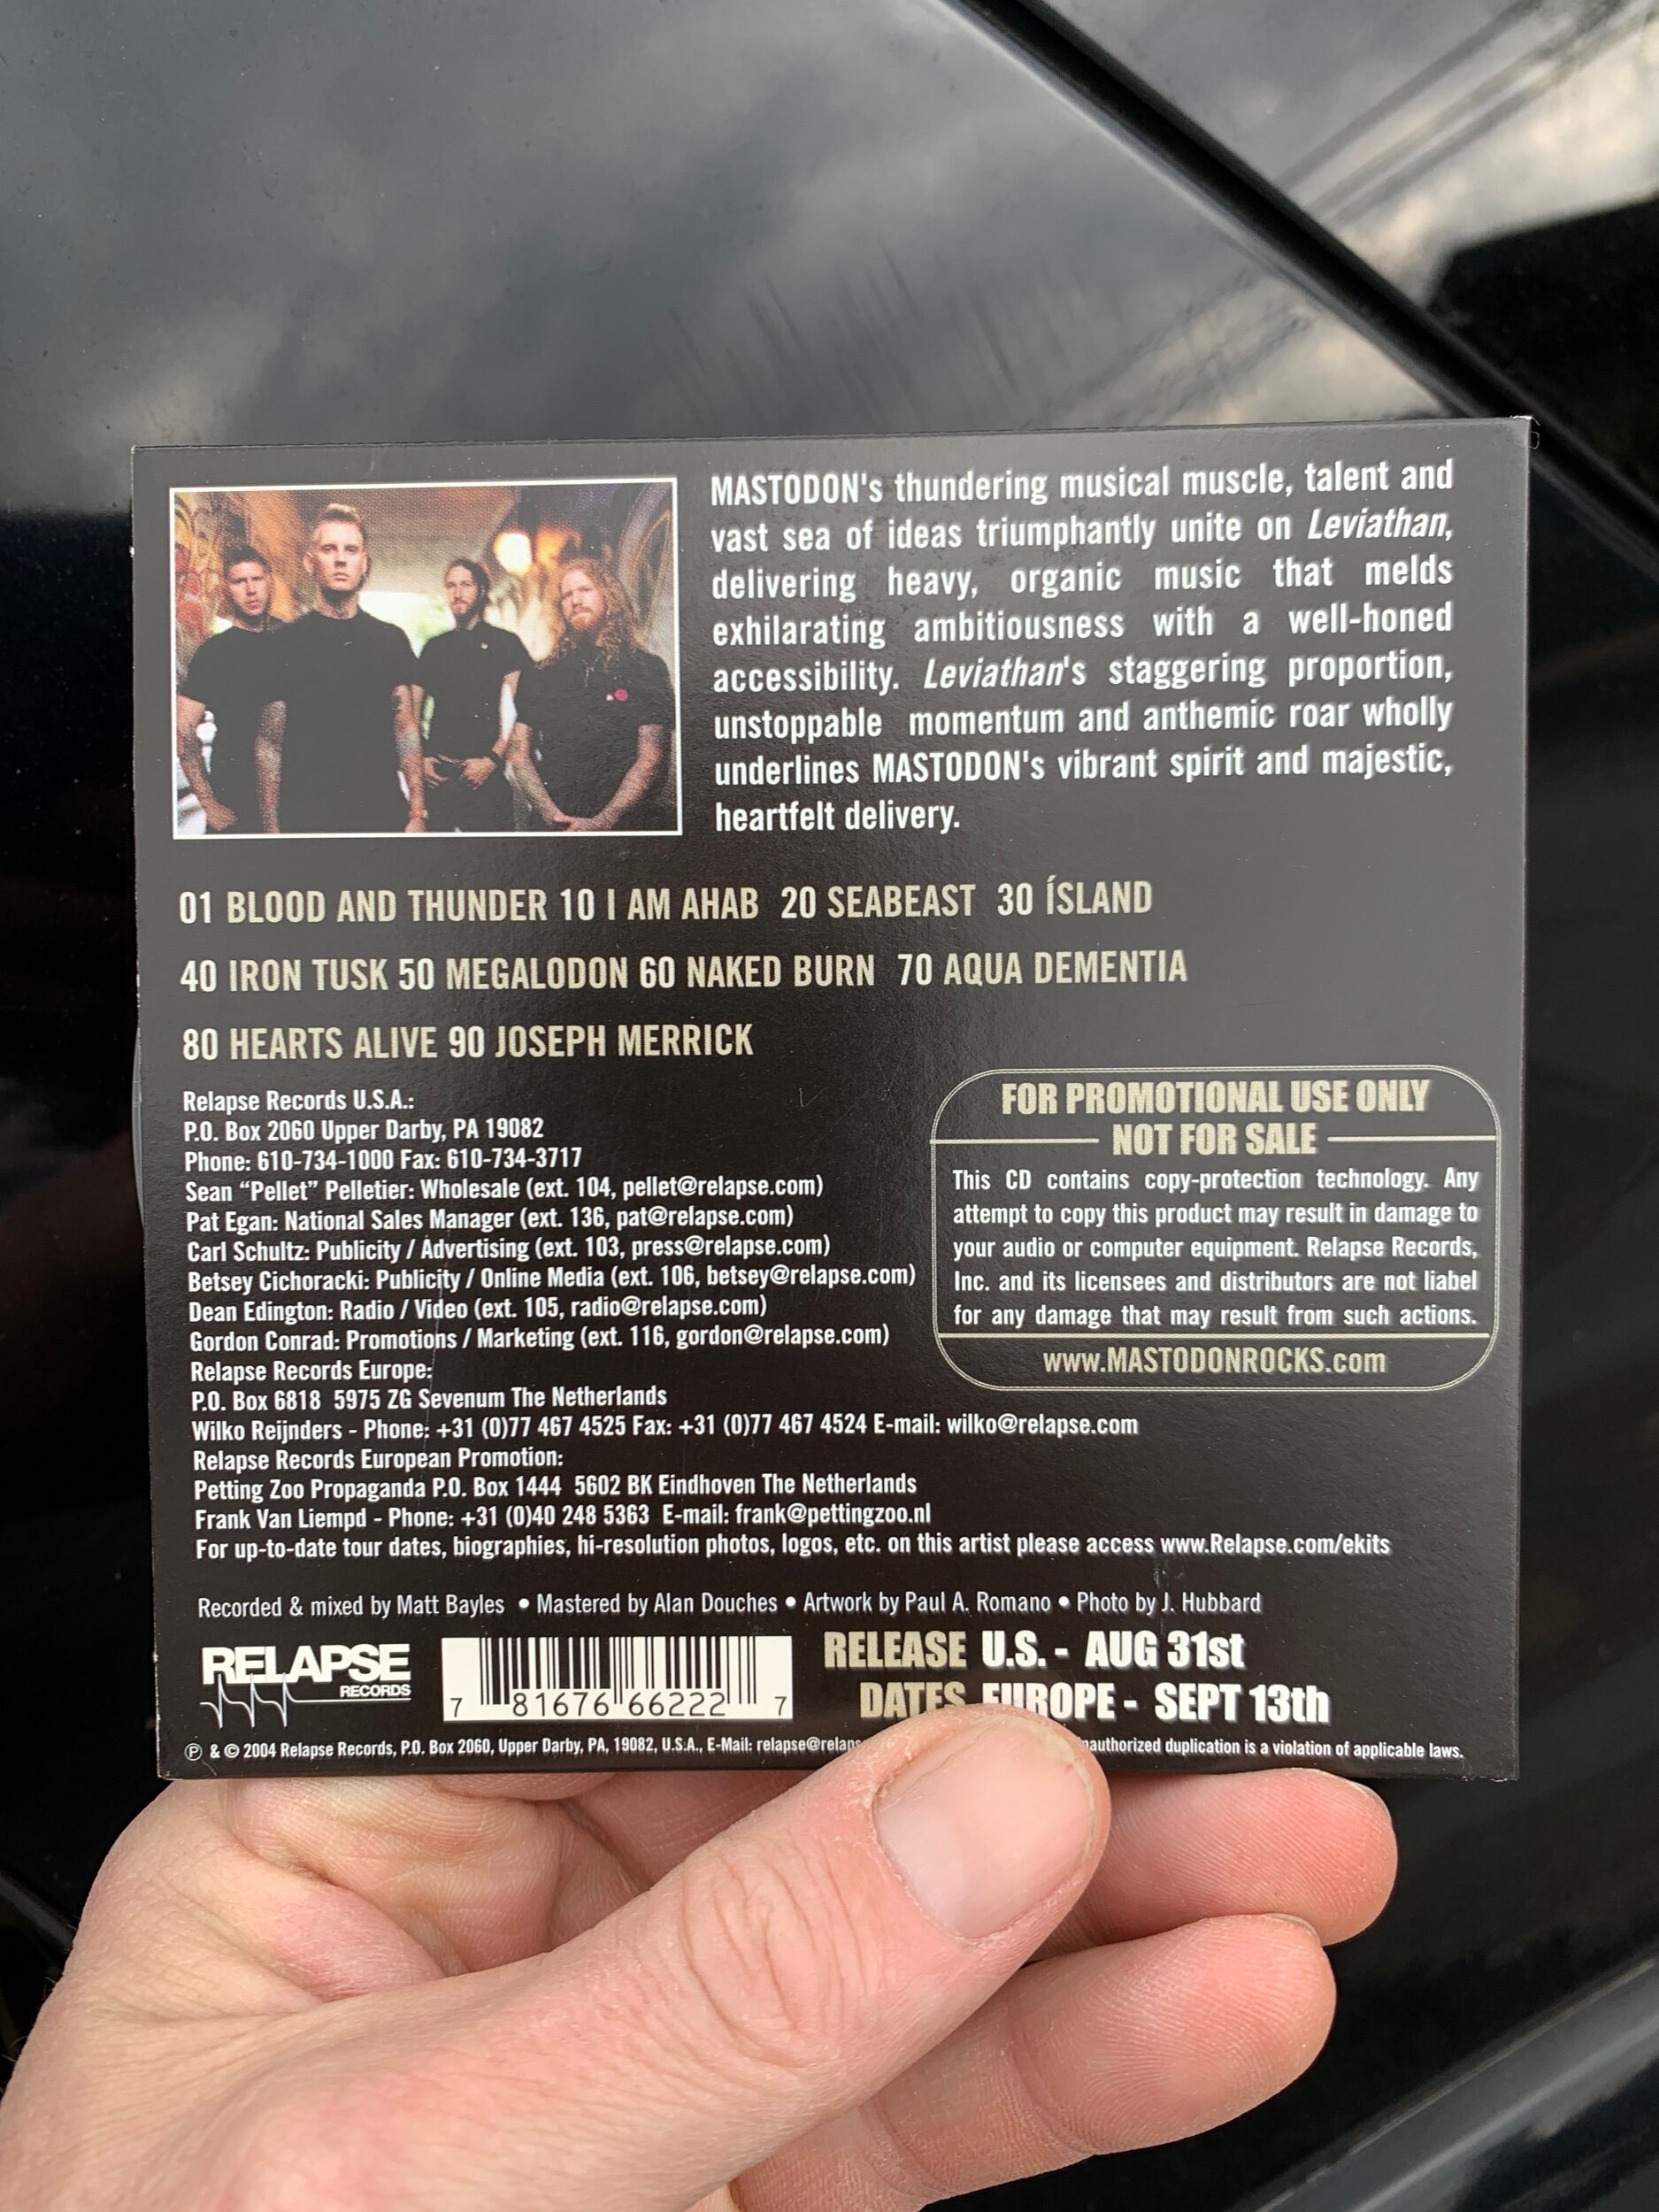 MASTODON's thundering musical muscle, talent and
vast sea of ideas triumphantly unite on Leviathan,
delivering heavy, organic music that melds
exhilarating ambitiousness with a well-honed
accessibility. Leviathan's staggering proportion,
unstoppable momentum and anthemic roar wholly
underlines MASTODON's vibrant spirit and majestic,
heartfelt delivery.
01 BLOOD AND THUNDER 10 I AM AHAB 20 SEABEAST 30 ÍSLAND
40 IRON TUSK 50 MEGALODON 60 NAKED BURN 70 AQUA DEMENTIA
80 HEARTS ALIVE 90 JOSEPH MERRICK
Relapse Records U.S.A.:
P.O. Box 2060 Upper Darby, PA 19082
Phone: 610-734-1000 Fax: 610-734-3717
Sean “Pellet” Pelletier: Wholesale (ext. 104, pellet@relapse.com)
Pat Egan: National Sales Manager (ext. 136, pat@relapse.com)
Carl Schultz: Publicity / Advertising (ext. 103, press@relapse.com)
Betsey Cichoracki: Publicity / Online Media (ext. 106, betsey@relapse.com)
Dean Edington: Radio / Video (ext. 105, radio@relapse.com)
Gordon Conrad: Promotions / Marketing (ext. 116, gordon@relapse.com)
Relapse Records Europe:
P.O. Box 6818 5975 ZG Sevenum The Netherlands
Wilko Reijnders - Phone: +31 (0)77 467 4525 Fax: +31 (0)77 467 4524 E-mail: wilko@relapse.com
Relapse Records European Promotion:
Petting Zoo Propaganda P.O. Box 1444 5602 BK Eindhoven The Netherlands
Frank Van Liempd - Phone: +31 (0)40 248 5363 E-mail: frank@pettingzoo.nl
For up-to-date tour dates, biographies, hi-resolution photos, logos, etc. on this artist please access www.Relapse.com/ekits
FOR PROMOTIONAL USE ONLY
NOT FOR SALE
This CD contains copy-protection technology. Any
attempt to copy this product may result in damage to
your audio or computer equipment. Relapse Records,
Inc. and its licensees and distributors are not liabel
for any damage that may result from such actions.
www.MASTODONROCKS.com
Recorded & mixed by Matt Bayles • Mastered by Alan Douches • Artwork by Paul A. Romano • Photo by J. Hubbard
RELAPSE
RECORDS
7 81676 66222 7
RELEASE U.S. - AUG 31st
DATES EUROPE - SEPT 13th
℗ & © 2004 Relapse Records, P.O. Box 2060, Upper Darby, PA, 19082, U.S.A., E-Mail: authorized duplication is a violation of applicable laws.